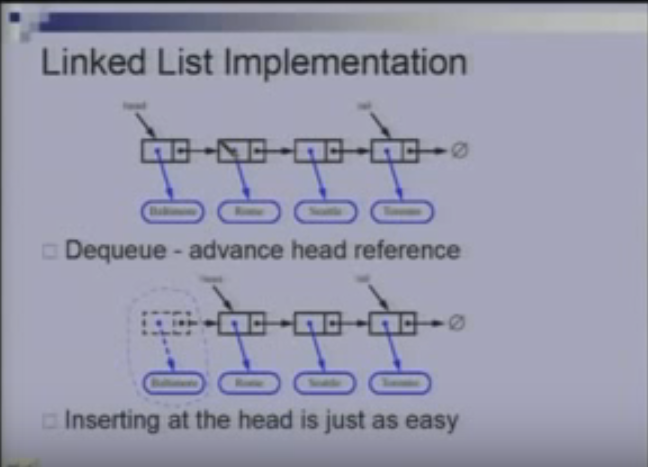 Linked List Implementation
head tail
∅
Baltimore Rome Seattle Toronto
Dequeue - advance head reference
head tail
∅
Baltimore Rome Seattle Toronto
Inserting at the head is just as easy